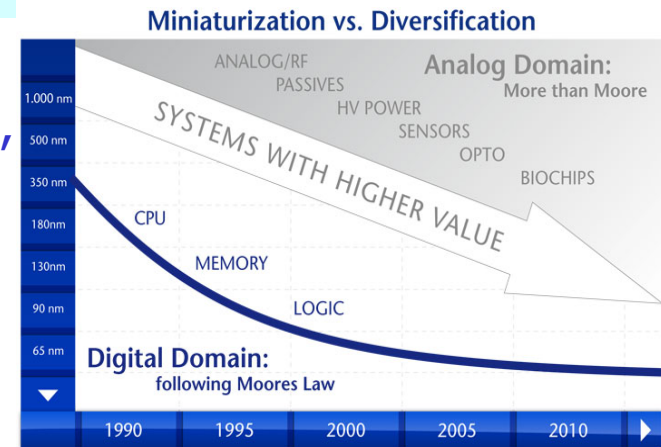 Miniaturization vs. Diversification
ANALOG/RF
PASSIVES
HV POWER
SENSORS
OPTO
BIOCHIPS
Analog Domain:
More than Moore
SYSTEMS WITH HIGHER VALUE
1.000 nm
500 nm
350 nm
180nm
130nm
90 nm
65 nm
CPU
MEMORY
LOGIC
Digital Domain:
following Moores Law
1990
1995
2000
2005
2010